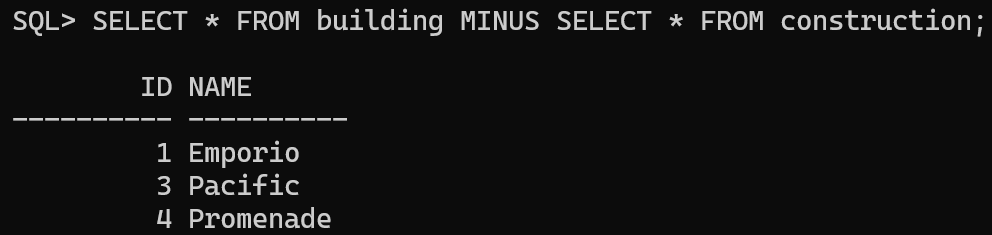 SQL> SELECT * FROM building MINUS SELECT * FROM construction;
ID NAME
---------- ----------
1 Emporio
3 Pacific
4 Promenade